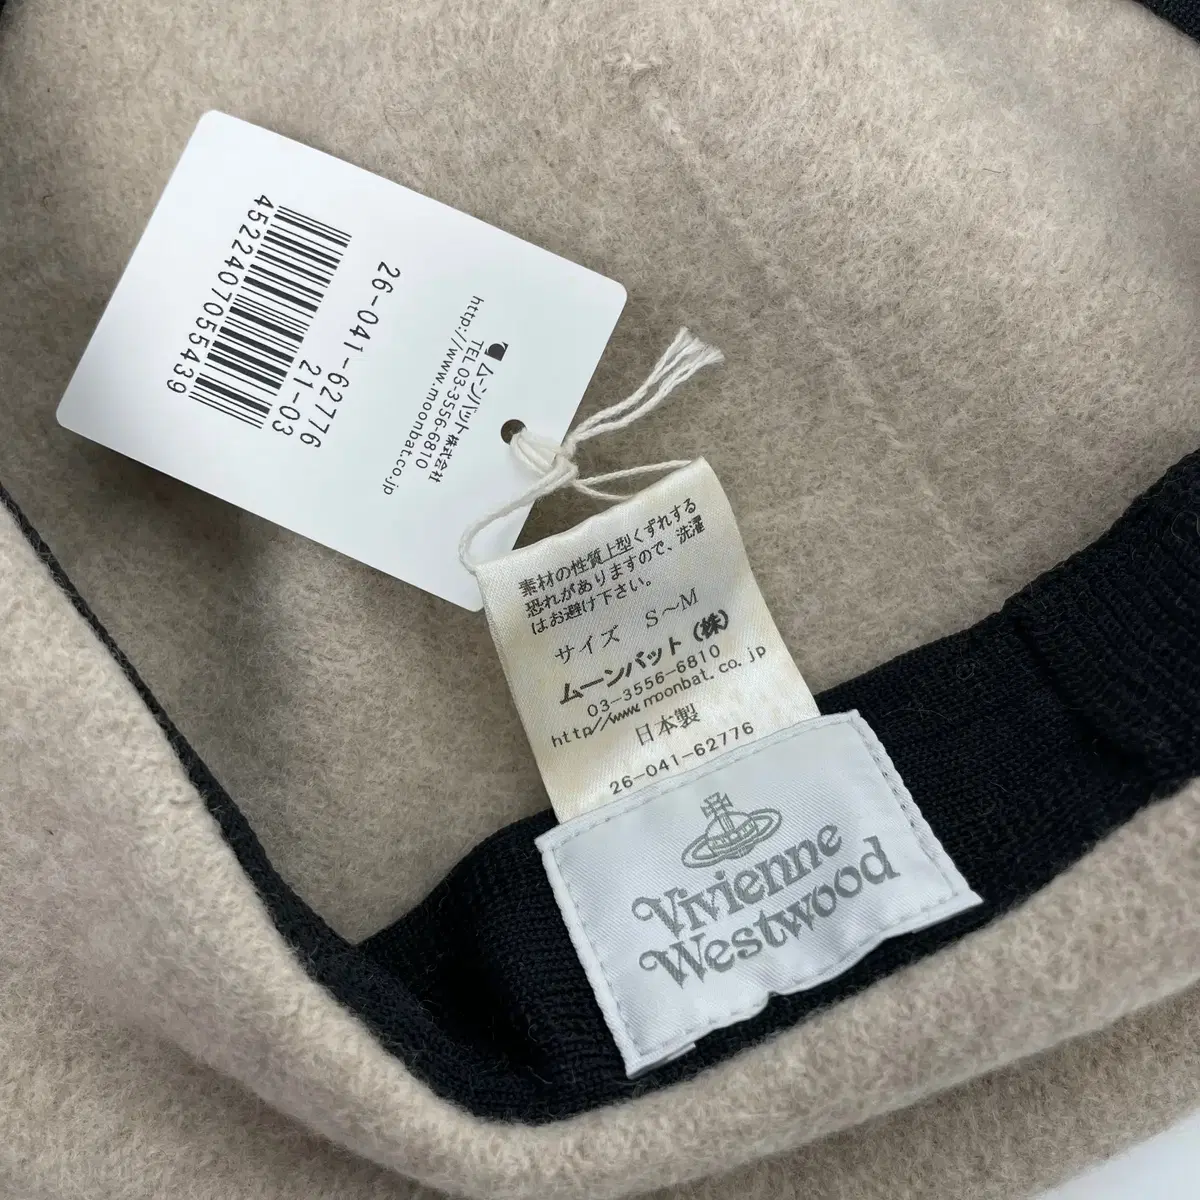 4522407055439
26-041-62776
21-03
ムーンバット株式会社
TEL 03-3556-6810
http://www.moonbat.co.jp
素材の性質上型くずれする
恐れがありますので、洗濯
はお避け下さい。
サイズ S～M
ムーンバット(株)
03-3556-6810
http//www.moonbat.co.jp
日本製
26-041-62776
Vivienne
Westwood